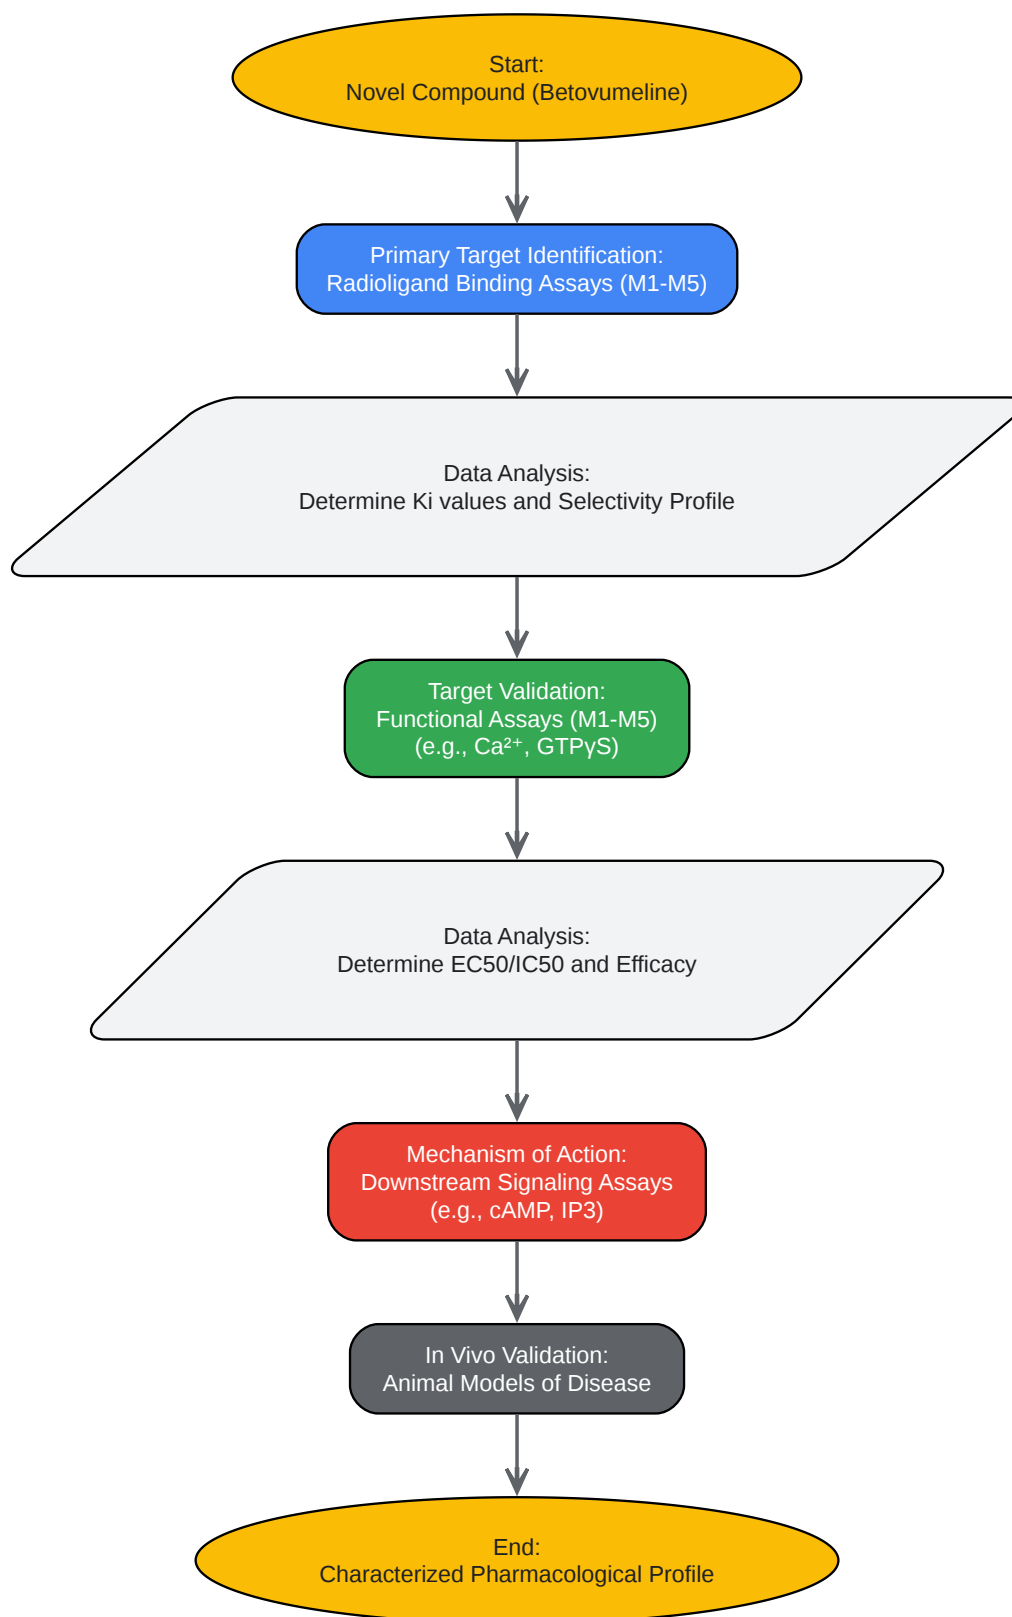 Start:
Novel Compound (Betovumeline)
Primary Target Identification:
Radioligand Binding Assays (M1-M5)
Data Analysis:
Determine Ki values and Selectivity Profile
Target Validation:
Functional Assays (M1-M5)
(e.g., Ca²⁺, GTPγS)
Data Analysis:
Determine EC50/IC50 and Efficacy
Mechanism of Action:
Downstream Signaling Assays
(e.g., cAMP, IP3)
In Vivo Validation:
Animal Models of Disease
End:
Characterized Pharmacological Profile